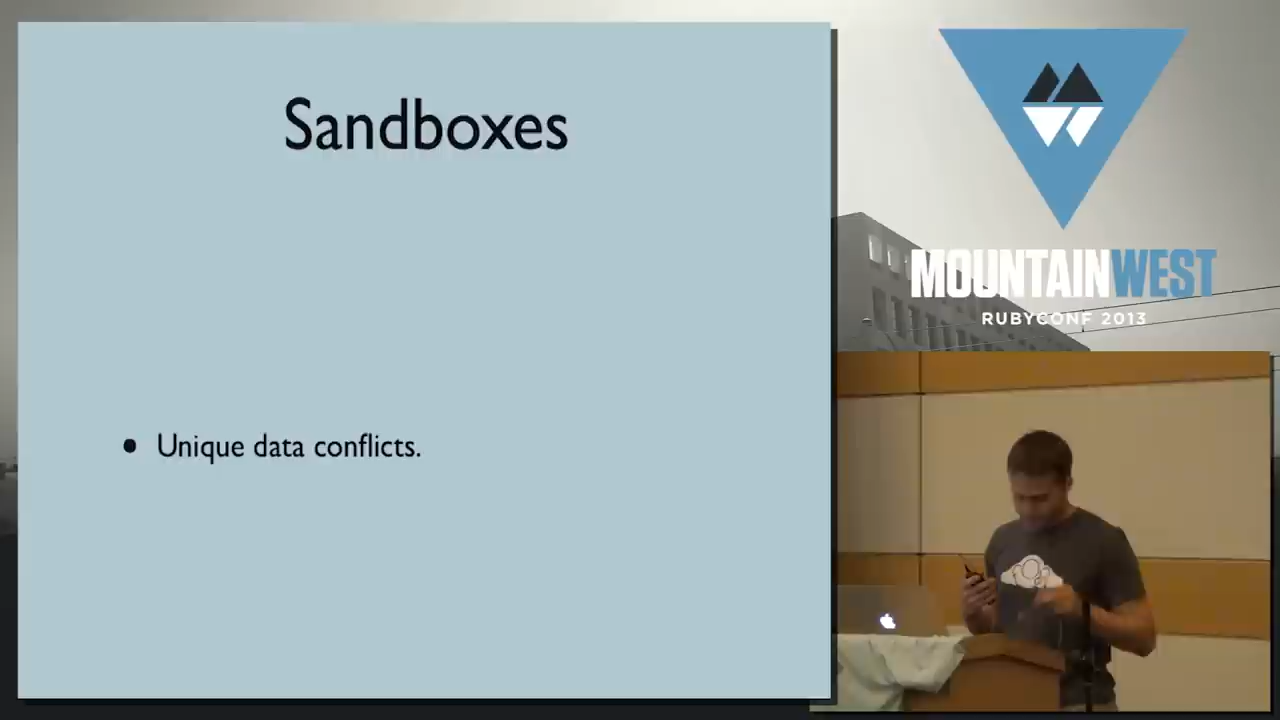 Sandboxes
• Unique data conflicts.
MOUNTAINWEST
RUBYCONF 2013